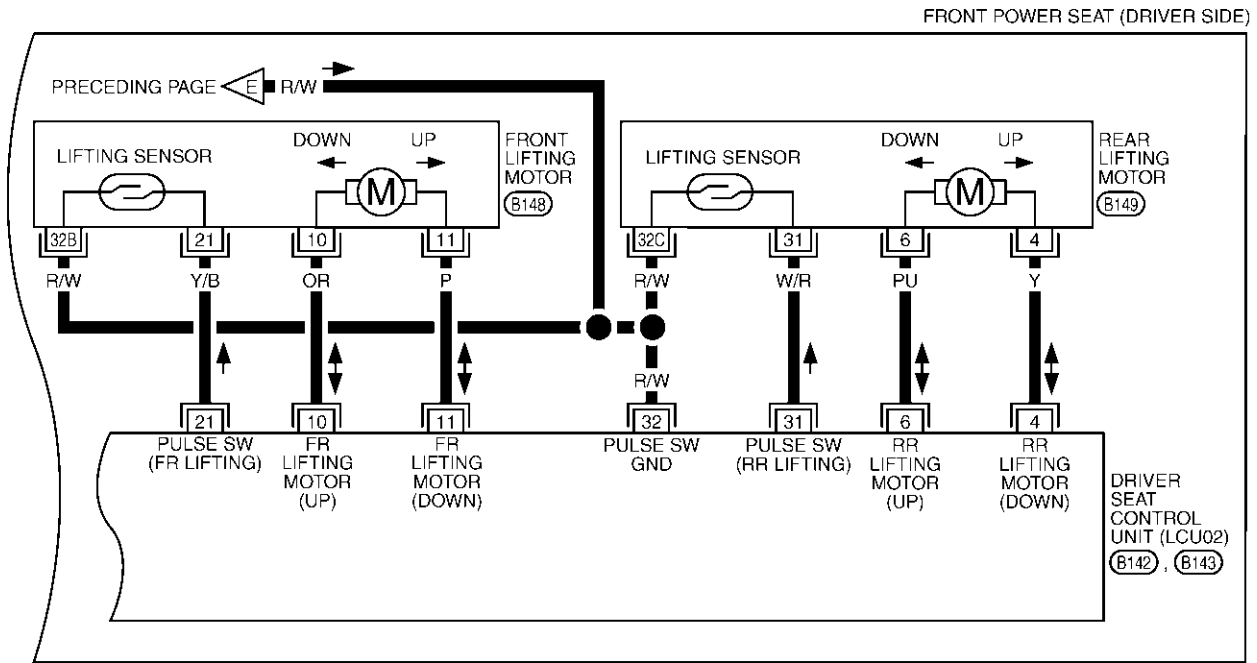 FRONT POWER SEAT (DRIVER SIDE)
PRECEDING PAGE E R/W
LIFTING SENSOR
DOWN UP
M
FRONT
LIFTING
MOTOR
B148
LIFTING SENSOR
DOWN UP
M
REAR
LIFTING
MOTOR
B149
32B 21 10 11 32C 31 6 4
R/W Y/B OR P R/W W/R PU Y
R/W
21 10 11 32 31 6 4
PULSE SW
(FR LIFTING)
FR
LIFTING
MOTOR
(UP)
FR
LIFTING
MOTOR
(DOWN)
PULSE SW
GND
PULSE SW
(RR LIFTING)
RR
LIFTING
MOTOR
(UP)
RR
LIFTING
MOTOR
(DOWN)
DRIVER
SEAT
CONTROL
UNIT (LCU02)
B142 , B143